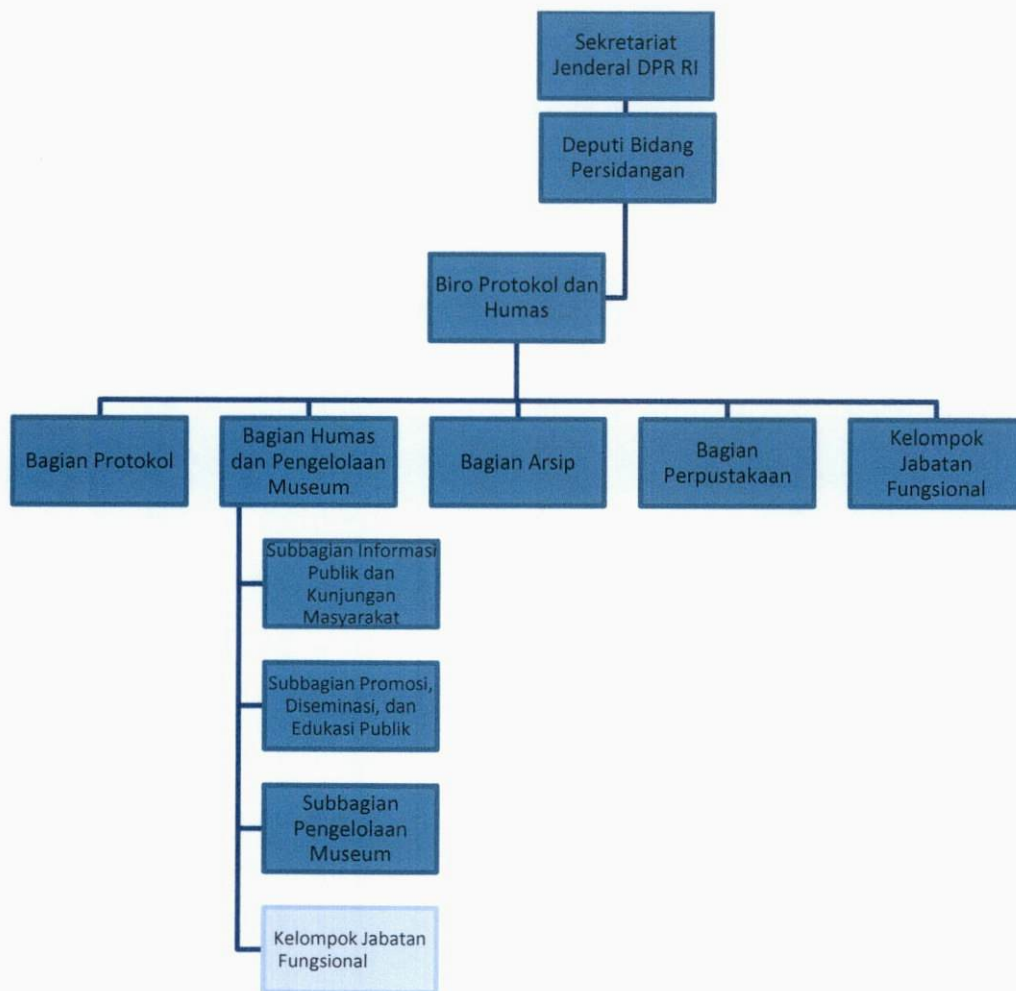 Sekretariat
Jenderal DPR RI
Deputi Bidang
Persidangan
Biro Protokol dan
Humas
Bagian Protokol
Bagian Humas
dan Pengelolaan
Museum
Bagian Arsip
Bagian
Perpustakaan
Kelompok
Jabatan
Fungsional
Subbagian Informasi
Publik dan
Kunjungan
Masyarakat
Subbagian Promosi,
Diseminasi, dan
Edukasi Publik
Subbagian
Pengelolaan
Museum
Kelompok Jabatan
Fungsional